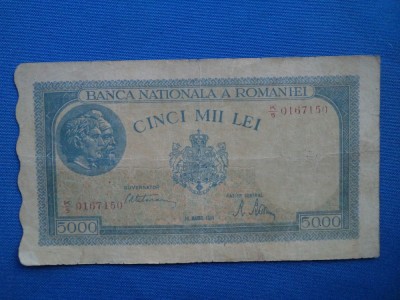 BANCA NATIONALA A ROMANIEI
0167150
CINCI MII LEI
GUVERNATOR
CASIER CENTRAL
0167150
5000
5000